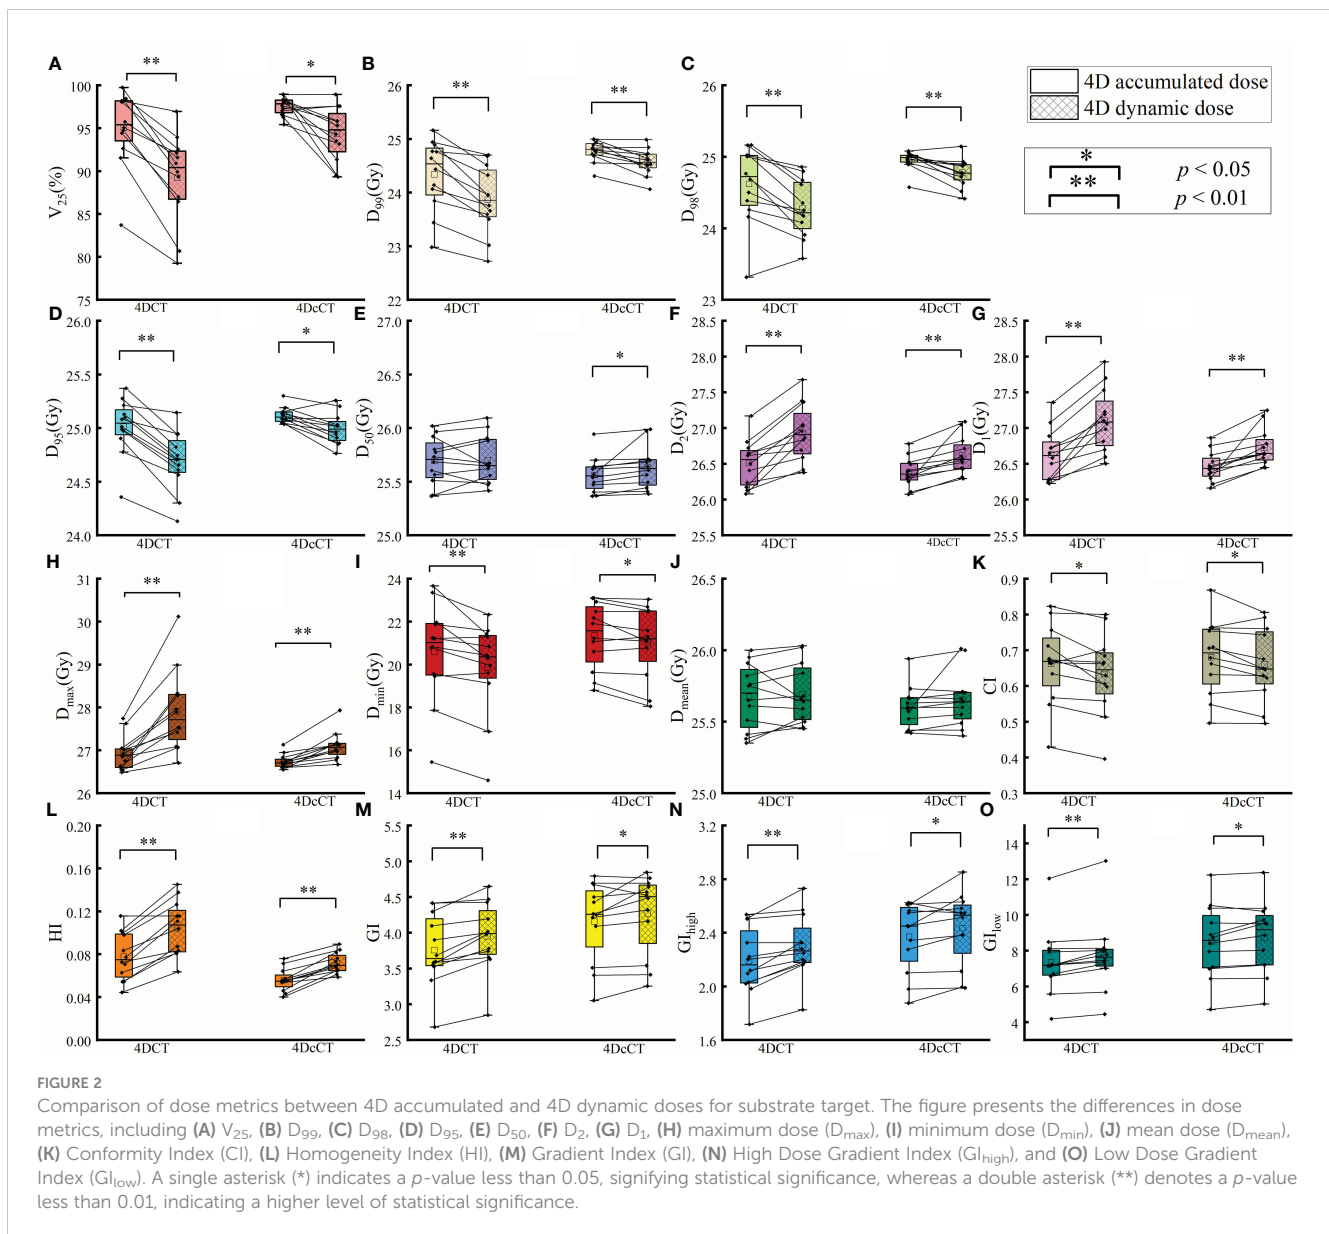 A
**
*
100
95
90
85
80
75
V25(%)
4DCT
B
**
**
26
25
24
23
22
D99(Gy)
4DCT
4DcCT
C
**
**
26
25
24
23
D98(Gy)
4DCT
4DcCT
4D accumulated dose
4D dynamic dose
* p < 0.05
** p < 0.01
D
**
*
26.0
25.5
25.0
24.5
24.0
D95(Gy)
4DCT
4DcCT
E
*
27.0
26.5
26.0
25.5
25.0
D50(Gy)
4DCT
4DcCT
F
**
**
28.5
28.0
27.5
27.0
26.5
26.0
25.5
D2(Gy)
4DCT
4DcCT
G
**
**
28.5
28.0
27.5
27.0
26.5
26.0
25.5
D1(Gy)
4DCT
4DcCT
H
**
**
31
30
29
28
27
26
Dmax(Gy)
4DCT
4DcCT
I
**
*
24
22
20
18
16
14
Dmin(Gy)
4DCT
4DcCT
J
26.5
26.0
25.5
25.0
Dmean(Gy)
4DCT
4DcCT
K
*
*
0.9
0.8
0.7
0.6
0.5
0.4
0.3
CI
4DCT
4DcCT
L
**
**
0.20
0.16
0.12
0.08
0.04
0.00
HI
4DCT
4DcCT
M
**
*
5.5
5.0
4.5
4.0
3.5
3.0
2.5
GI
4DCT
4DcCT
N
**
*
3.2
2.8
2.4
2.0
1.6
GIhigh
4DCT
4DcCT
O
**
*
14
12
10
8
6
4
GIlow
4DCT
4DcCT
FIGURE 2
Comparison of dose metrics between 4D accumulated and 4D dynamic doses for substrate target. The figure presents the differences in dose
metrics, including (A) V25, (B) D99, (C) D98, (D) D95, (E) D50, (F) D2, (G) D1, (H) maximum dose (Dmax), (I) minimum dose (Dmin), (J) mean dose (Dmean),
(K) Conformity Index (CI), (L) Homogeneity Index (HI), (M) Gradient Index (GI), (N) High Dose Gradient Index (GIhigh), and (O) Low Dose Gradient
Index (GIlow). A single asterisk (*) indicates a p-value less than 0.05, signifying statistical significance, whereas a double asterisk (**) denotes a p-value
less than 0.01, indicating a higher level of statistical significance.